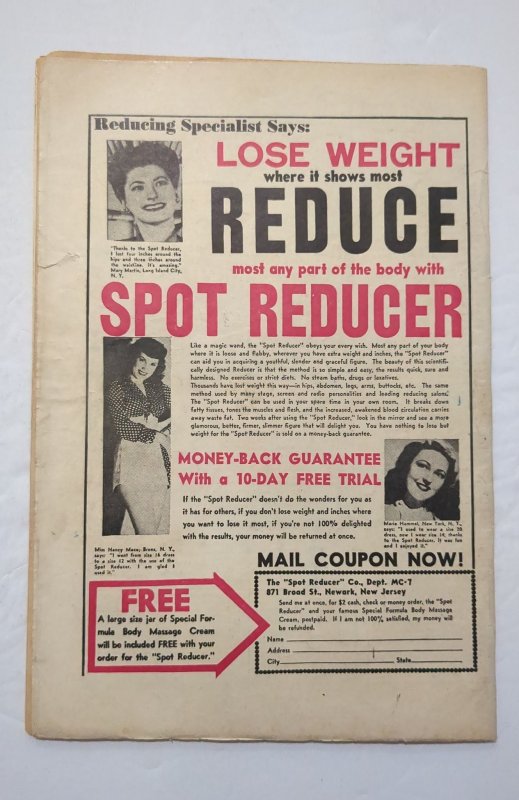 Reducing Specialist Says:
LOSE WEIGHT
where it shows most
REDUCE
most any part of the body with
SPOT REDUCER
"Thanks to the Spot Reducer,
I lost four inches around the
hips and three inches around
the waistline. It's amazing."
Mary Martin, Long Island City,
N. Y.
Like a magic wand, the "Spot Reducer" obeys your every wish. Most any part of your body
where it is loose and flabby, wherever you have extra weight and inches, the "Spot Reducer"
can aid you in acquiring a youthful, slender and graceful figure. The beauty of this scientifi-
cally designed Reducer is that the method is so simple and easy, the results quick, sure and
harmless. No exercises or strict diets. No steam baths, drugs or laxatives.
Thousands have lost weight this way—in hips, abdomen, legs, arms, buttocks, etc. The same
method used by many stage, screen and radio personalities and leading reducing salons.
The "Spot Reducer" can be used in your spare time in your own room. It breaks down
fatty tissues, tones the muscles and flesh, and the increased, awakened blood circulation carries
away waste fat. Two weeks after using the "Spot Reducer," look in the mirror and see a more
glamorous, better, firmer, slimmer figure that will delight you. You have nothing to lose but
weight for the "Spot Reducer" is sold on a money-back guarantee.
MONEY-BACK GUARANTEE
With a 10-DAY FREE TRIAL
If the "Spot Reducer" doesn't do the wonders for you as
it has for others, if you don't lose weight and inches where
you want to lose it most, if you're not 100% delighted
with the results, your money will be returned at once.
Marie Hammel, New York, N. Y.,
says: "I used to wear a size 20
dress, now I wear size 14, thanks
to the Spot Reducer. It was fun
and I enjoyed it."
Miss Nancy Mace, Bronx, N. Y.,
says: "I went from size 16 dress
to a size 12 with the use of the
Spot Reducer. I am glad I
used it."
MAIL COUPON NOW!
The "Spot Reducer" Co., Dept. MC-7
871 Broad St., Newark, New Jersey
Send me at once, for $2 cash, check or money order, the "Spot
Reducer" and your famous Special Formula Body Massage
Cream, postpaid. If I am not 100% satisfied, my money will
be refunded.
Name
Address
City State
FREE
A large size jar of Special For-
mula Body Massage Cream
will be included FREE with your
order for the "Spot Reducer."